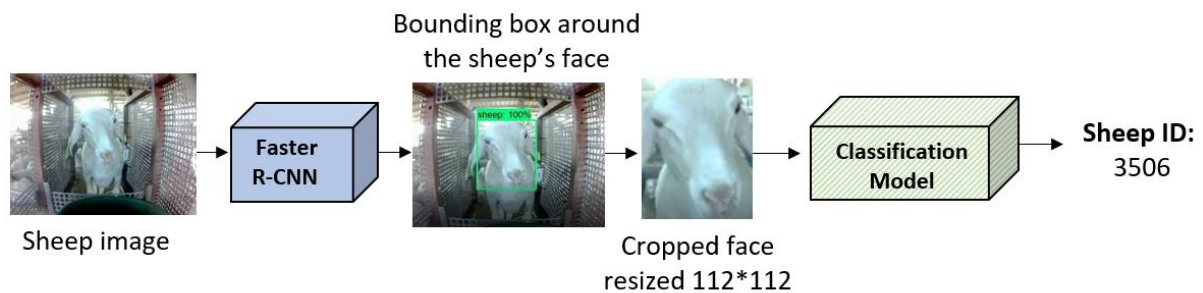 Bounding box around
the sheep's face
sheep: 100%
Faster
R-CNN
Classification
Model
Sheep ID:
3506
Sheep image
Cropped face
resized 112*112